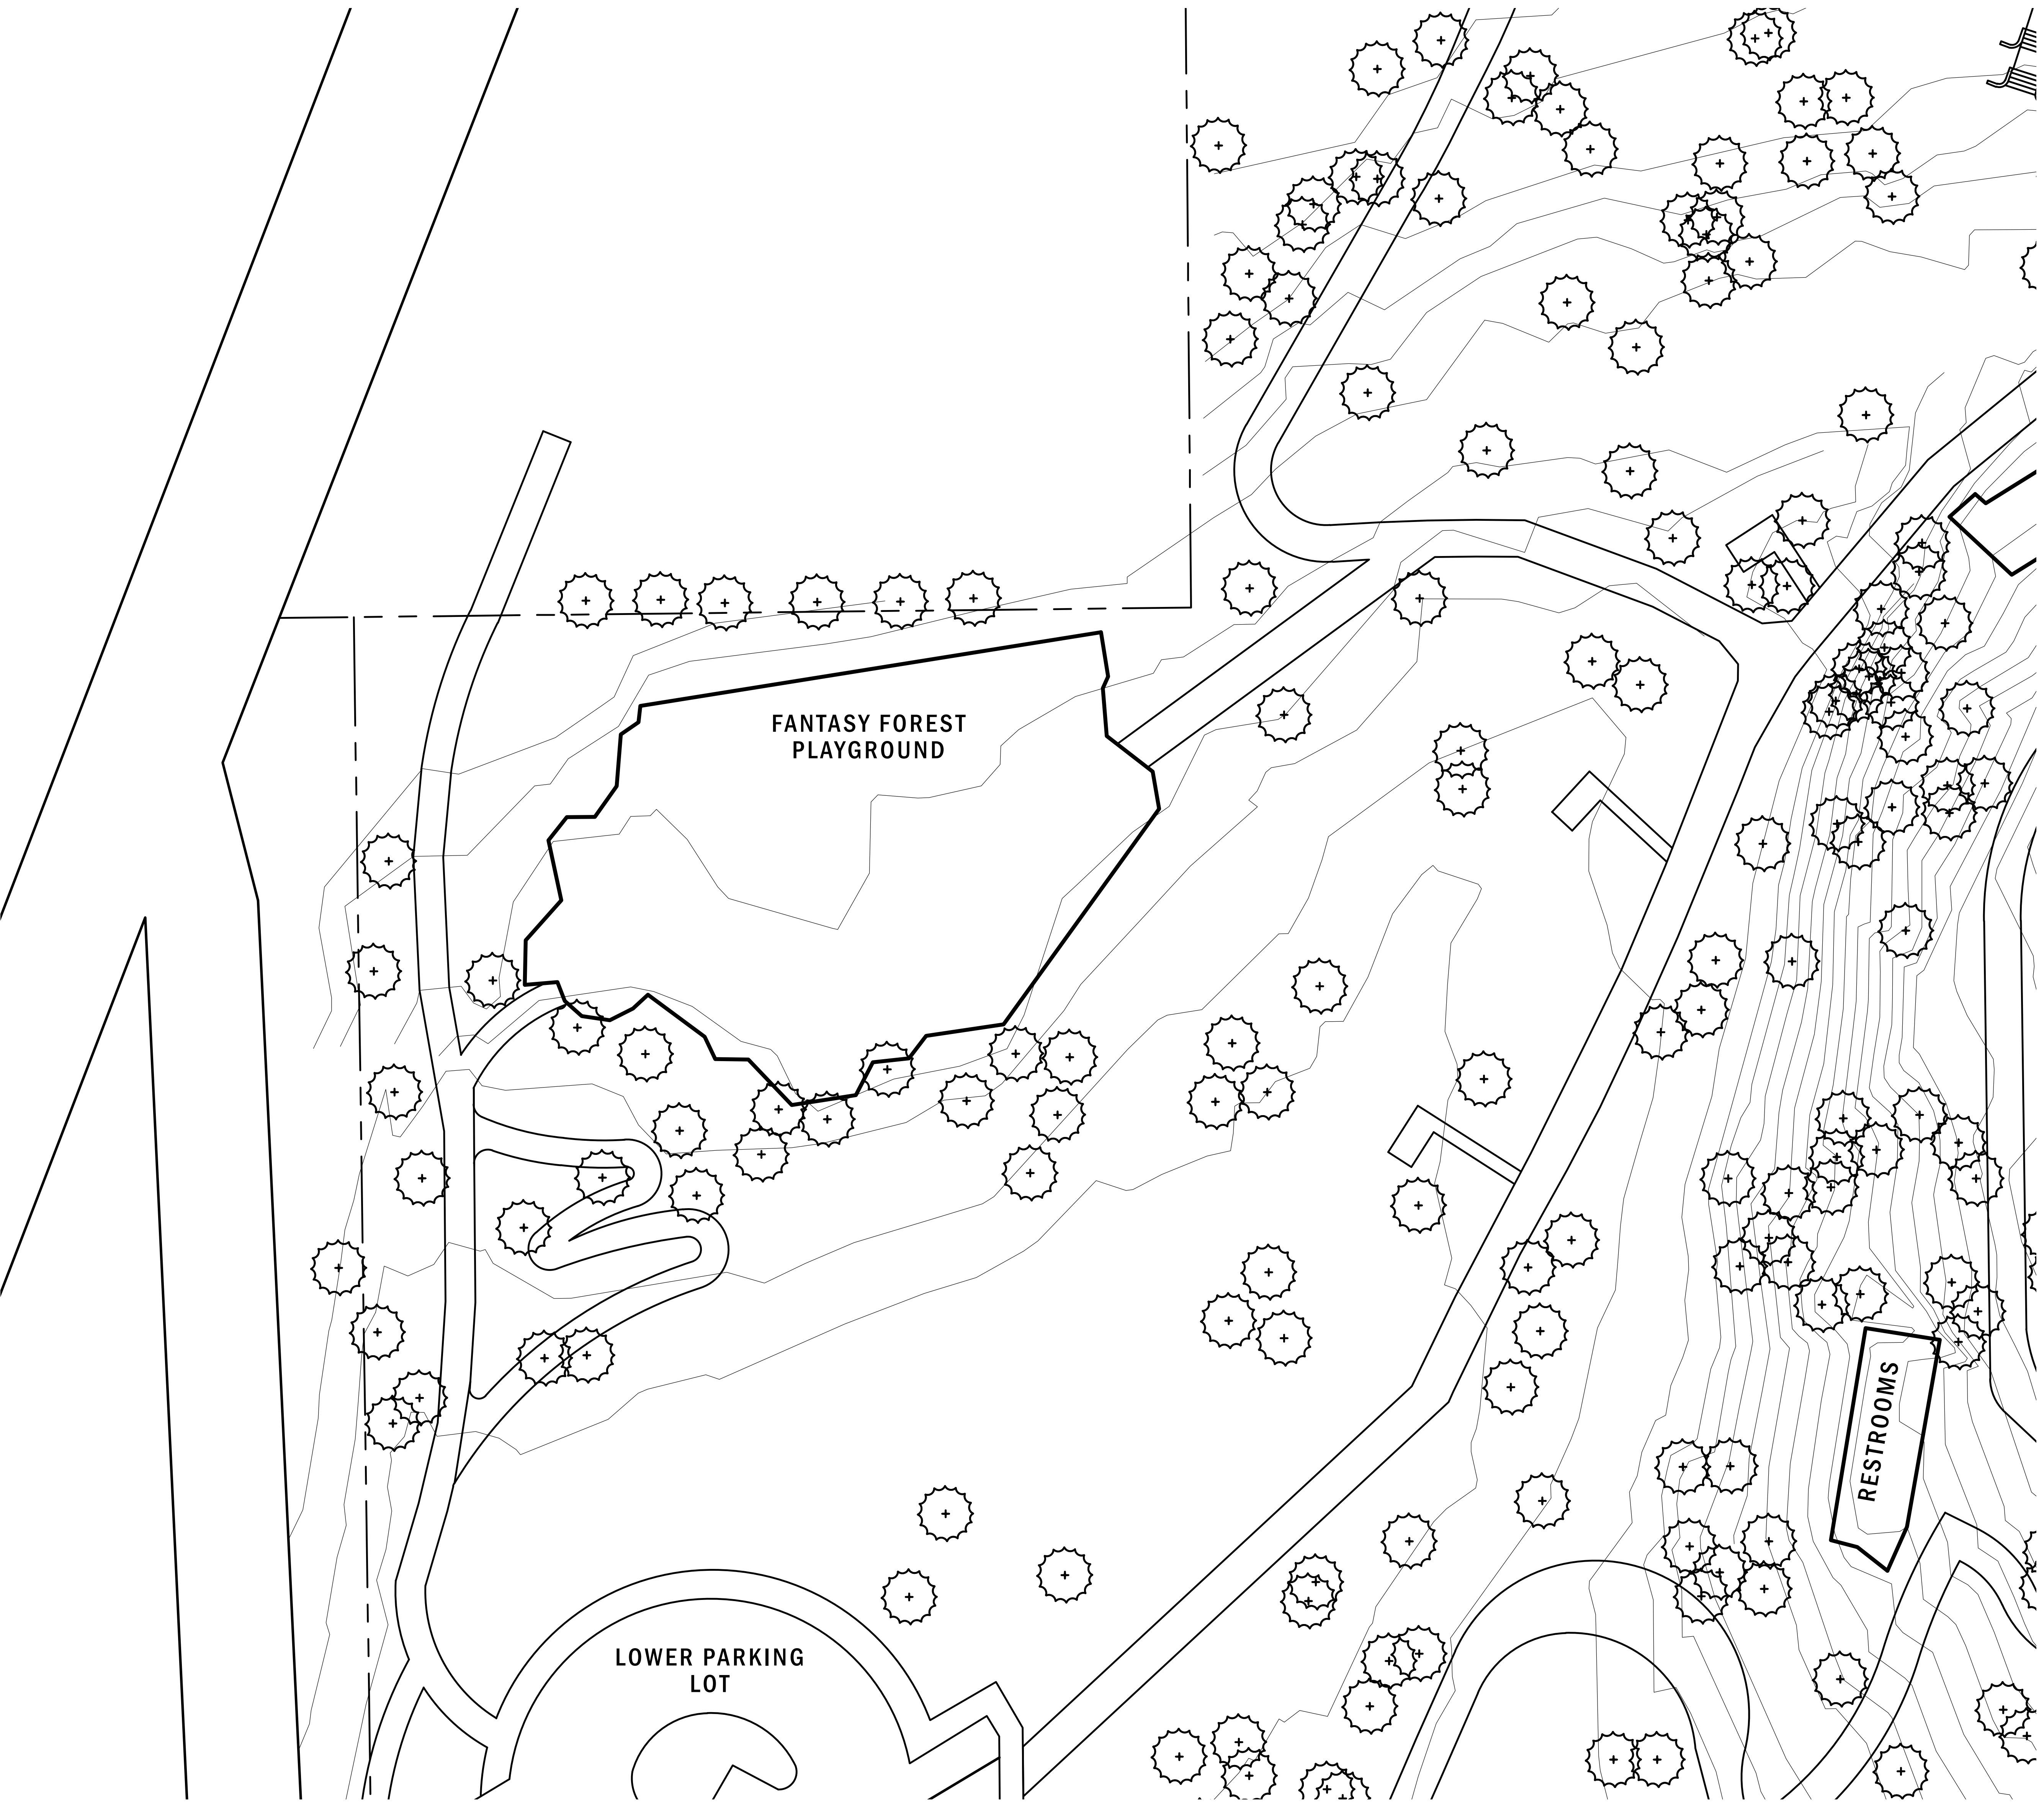 FANTASY FOREST
PLAYGROUND
RESTROOMS
LOWER PARKING
LOT